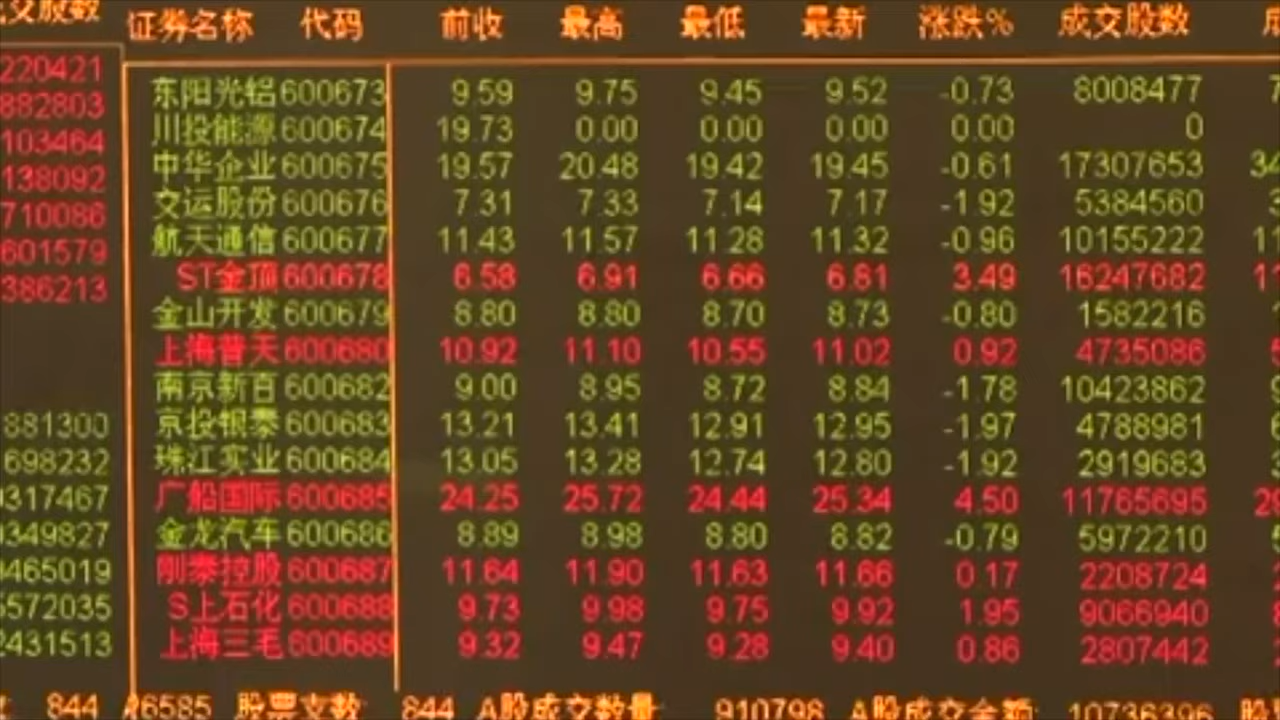 交股数 证券名称 代码 前收 最高 最低 最新 涨跌% 成交股数
220421 东阳光铝 600673 9.59 9.75 9.45 9.52 -0.73 8008477
882803 川投能源 600674 19.73 0.00 0.00 0.00 0.00 0
103464 中华企业 600675 19.57 20.48 19.42 19.45 -0.61 17307653 34
138092 交运股份 600676 7.31 7.33 7.14 7.17 -1.92 5384560
710086 航天通信 600677 11.43 11.57 11.28 11.32 -0.96 10155222 11
601579 ST金顶 600678 6.58 6.91 6.66 6.81 3.49 16247682 11
386213 金山开发 600679 8.80 8.80 8.70 8.73 -0.80 1582216
上海普天 600680 10.92 11.10 10.55 11.02 0.92 4735086
南京新百 600682 9.00 8.95 8.72 8.84 -1.78 10423862
881300 京投银泰 600683 13.21 13.41 12.91 12.95 -1.97 4788981
698232 珠江实业 600684 13.05 13.28 12.74 12.80 -1.92 2919683
317467 广船国际 600685 24.25 25.72 24.44 25.34 4.50 11765695
349827 金龙汽车 600686 8.89 8.98 8.80 8.82 -0.79 5972210
465019 刚泰控股 600687 11.64 11.90 11.63 11.66 0.17 2208724
572035 S上石化 600688 9.73 9.98 9.75 9.92 1.95 9066940
2431513 上海三毛 600689 9.32 9.47 9.28 9.40 0.86 2807442
844 26585 股票支数 844 A股成交数量 910798 A股成交金额 10736396